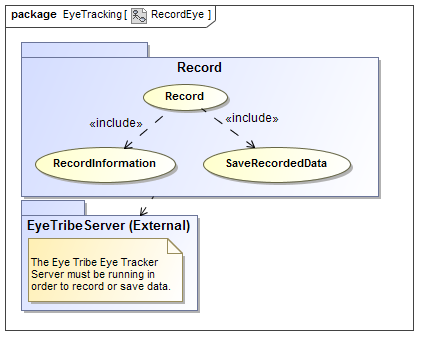 package EyeTracking [ RecordEye ]
Record
Record
«include» «include»
RecordInformation SaveRecordedData
EyeTribeServer (External)
The Eye Tribe Eye Tracker
Server must be running in
order to record or save data.